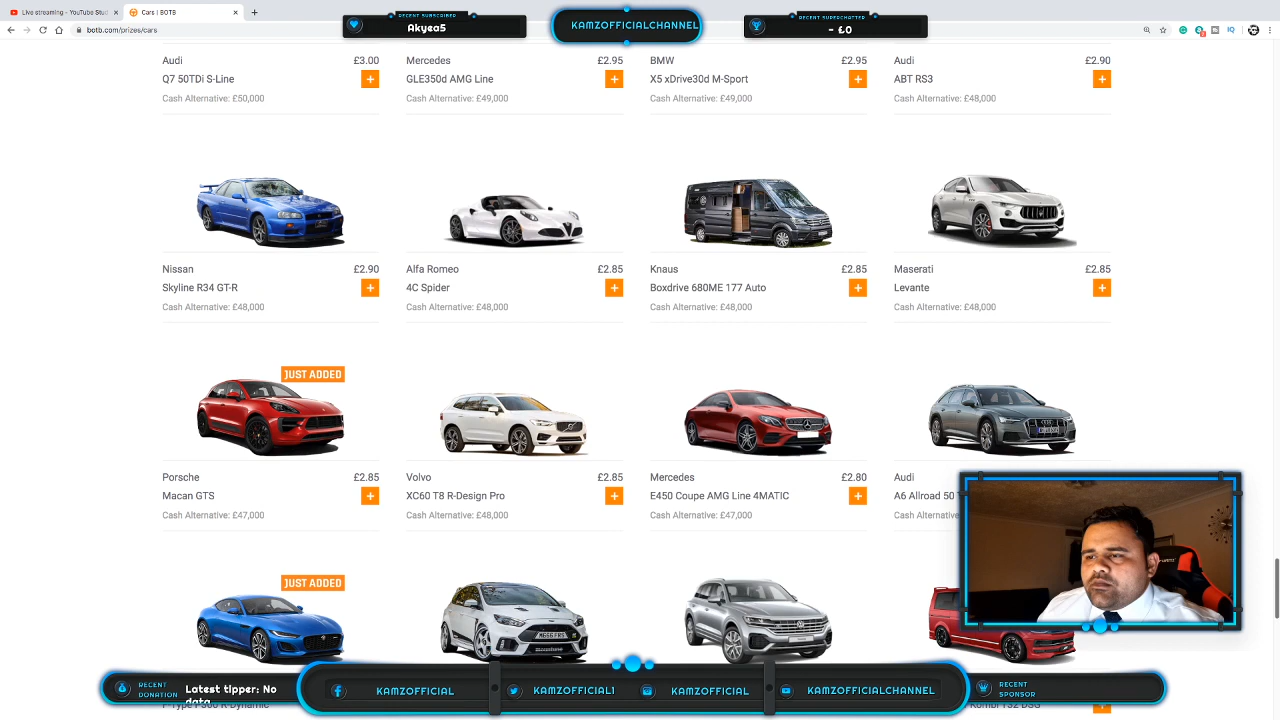 Live streaming - YouTube Stud
Cars | BOTB
botb.com/prizes/cars
RECENT SUBSCRIBER
Akyea5
KAMZOFFICIALCHANNEL
RECENT SUPERCHATTER
- £0
Audi £3.00
Q7 50TDi S-Line
Cash Alternative: £50,000
Mercedes £2.95
GLE350d AMG Line
Cash Alternative: £49,000
BMW £2.95
X5 xDrive30d M-Sport
Cash Alternative: £49,000
Audi £2.90
ABT RS3
Cash Alternative: £48,000
Nissan £2.90
Skyline R34 GT-R
Cash Alternative: £48,000
Alfa Romeo £2.85
4C Spider
Cash Alternative: £48,000
Knaus £2.85
Boxdrive 680ME 177 Auto
Cash Alternative: £48,000
Maserati £2.85
Levante
Cash Alternative: £48,000
JUST ADDED
Porsche £2.85
Macan GTS
Cash Alternative: £47,000
Volvo £2.85
XC60 T8 R-Design Pro
Cash Alternative: £48,000
Mercedes £2.80
E450 Coupe AMG Line 4MATIC
Cash Alternative: £47,000
Audi
A6 Allroad 50
Cash Alternative:
JUST ADDED
RECENT DONATION
Latest tipper: No data
KAMZOFFICIAL
KAMZOFFICIAL1
KAMZOFFICIAL
KAMZOFFICIALCHANNEL
RECENT SPONSOR